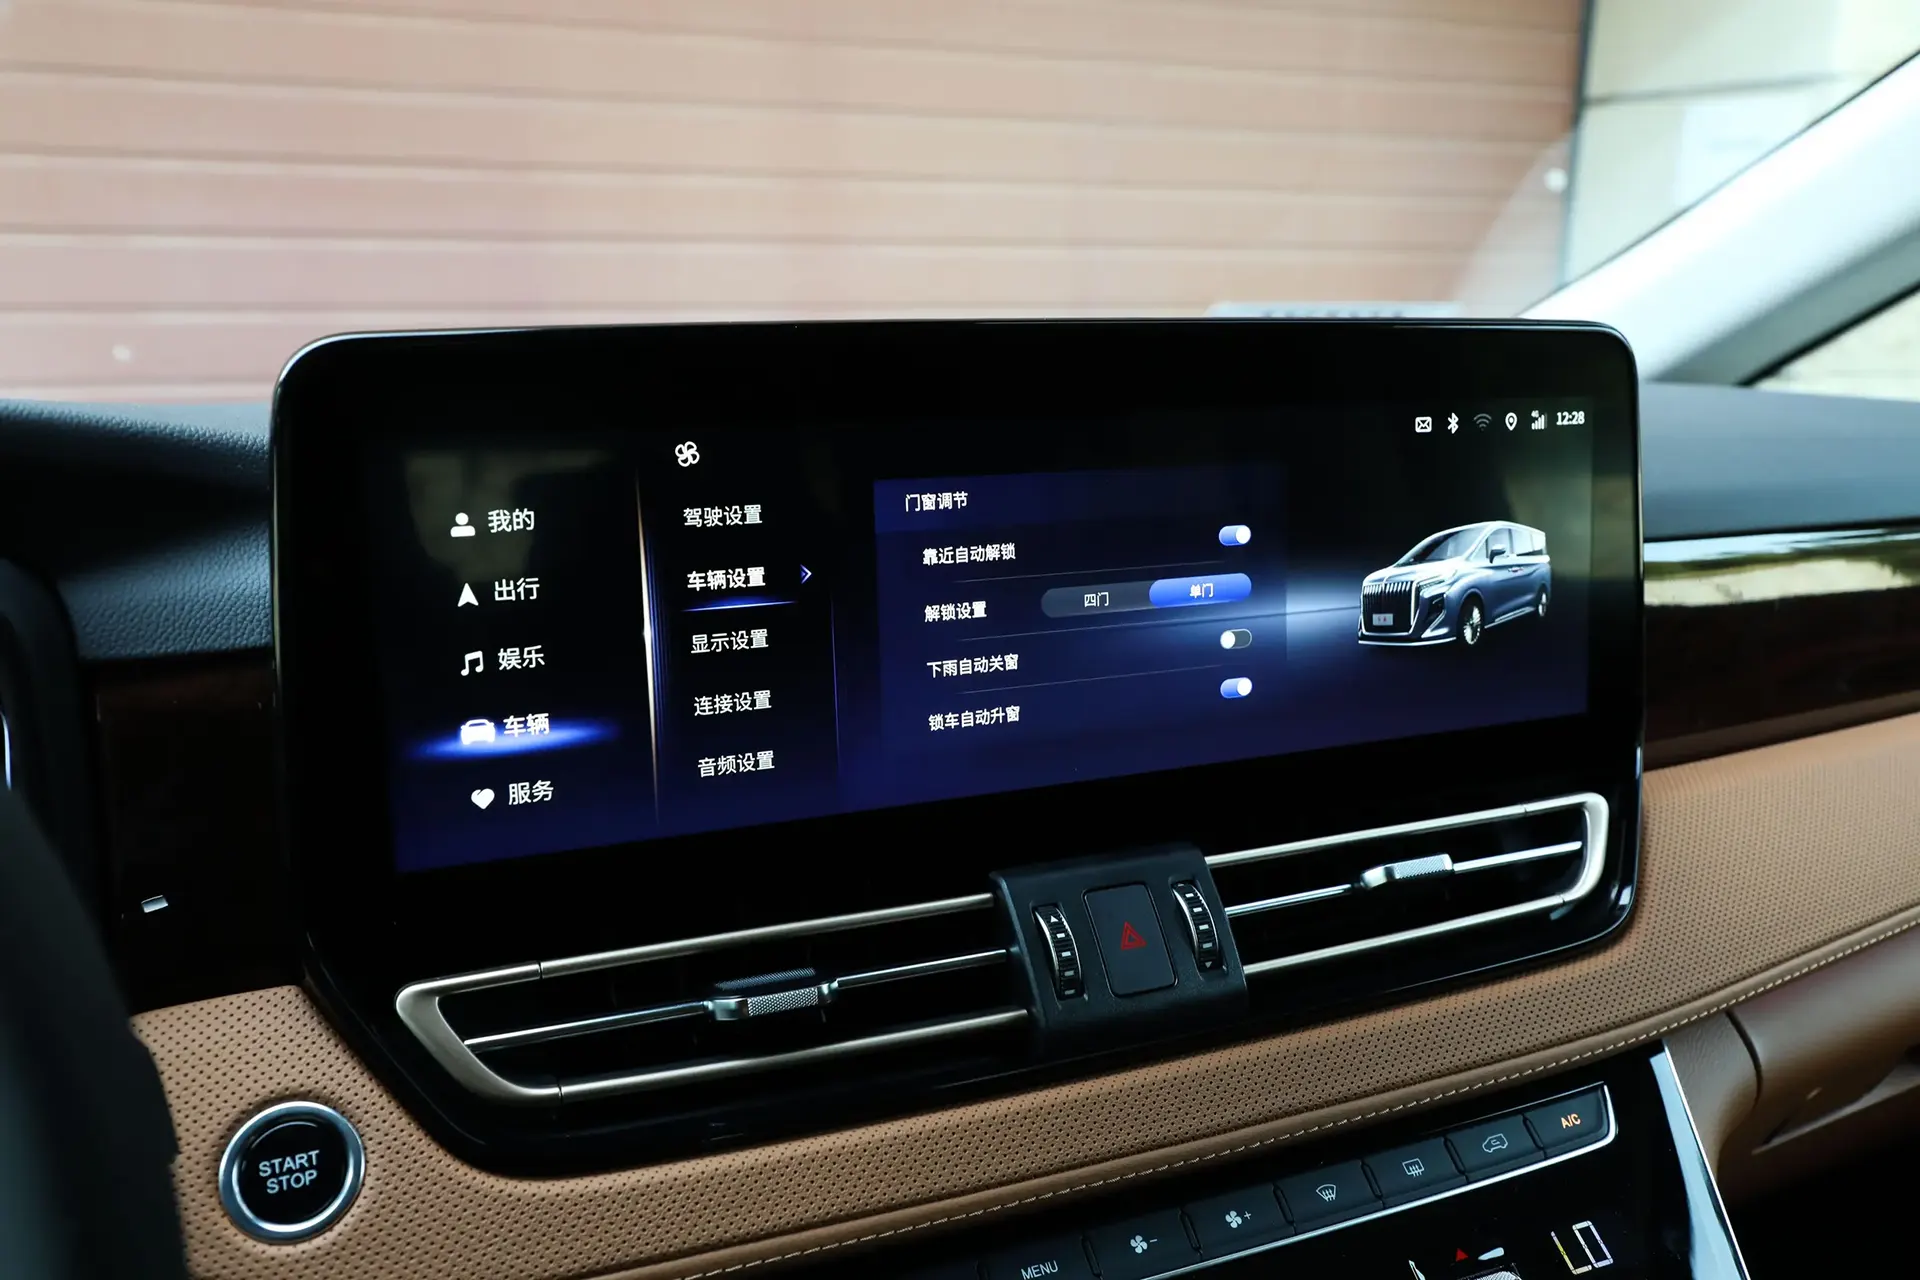 4G 12:28
我的
出行
娱乐
车辆
服务
驾驶设置
车辆设置
显示设置
连接设置
音频设置
门窗调节
靠近自动解锁
解锁设置 四门 单门
下雨自动关窗
锁车自动升窗
START
STOP
MENU
A/C
LO